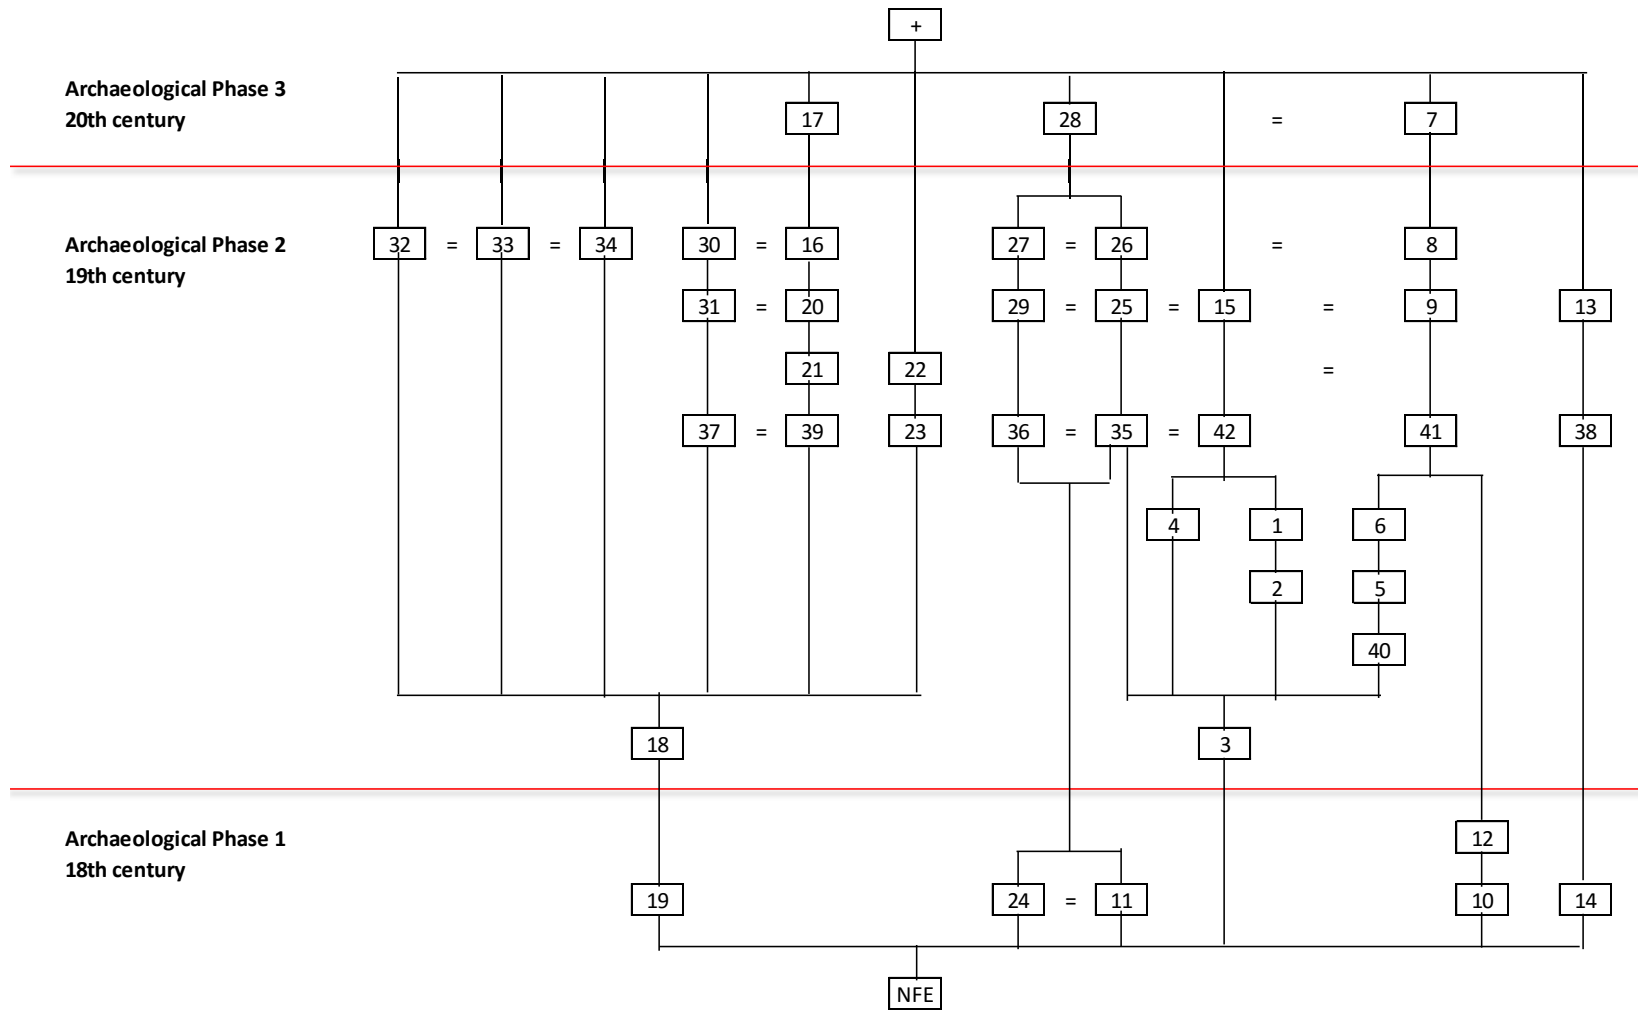 +
Archaeological Phase 3
20th century
17 28 = 7
Archaeological Phase 2
19th century
32 = 33 = 34 30 = 16 27 = 26 = 8
31 = 20 29 = 25 = 15 = 9 13
21 22 =
37 = 39 23 36 = 35 = 42 41 38
4 1 6
2 5
40
18 3
Archaeological Phase 1
18th century
12
19 24 = 11 10 14
NFE